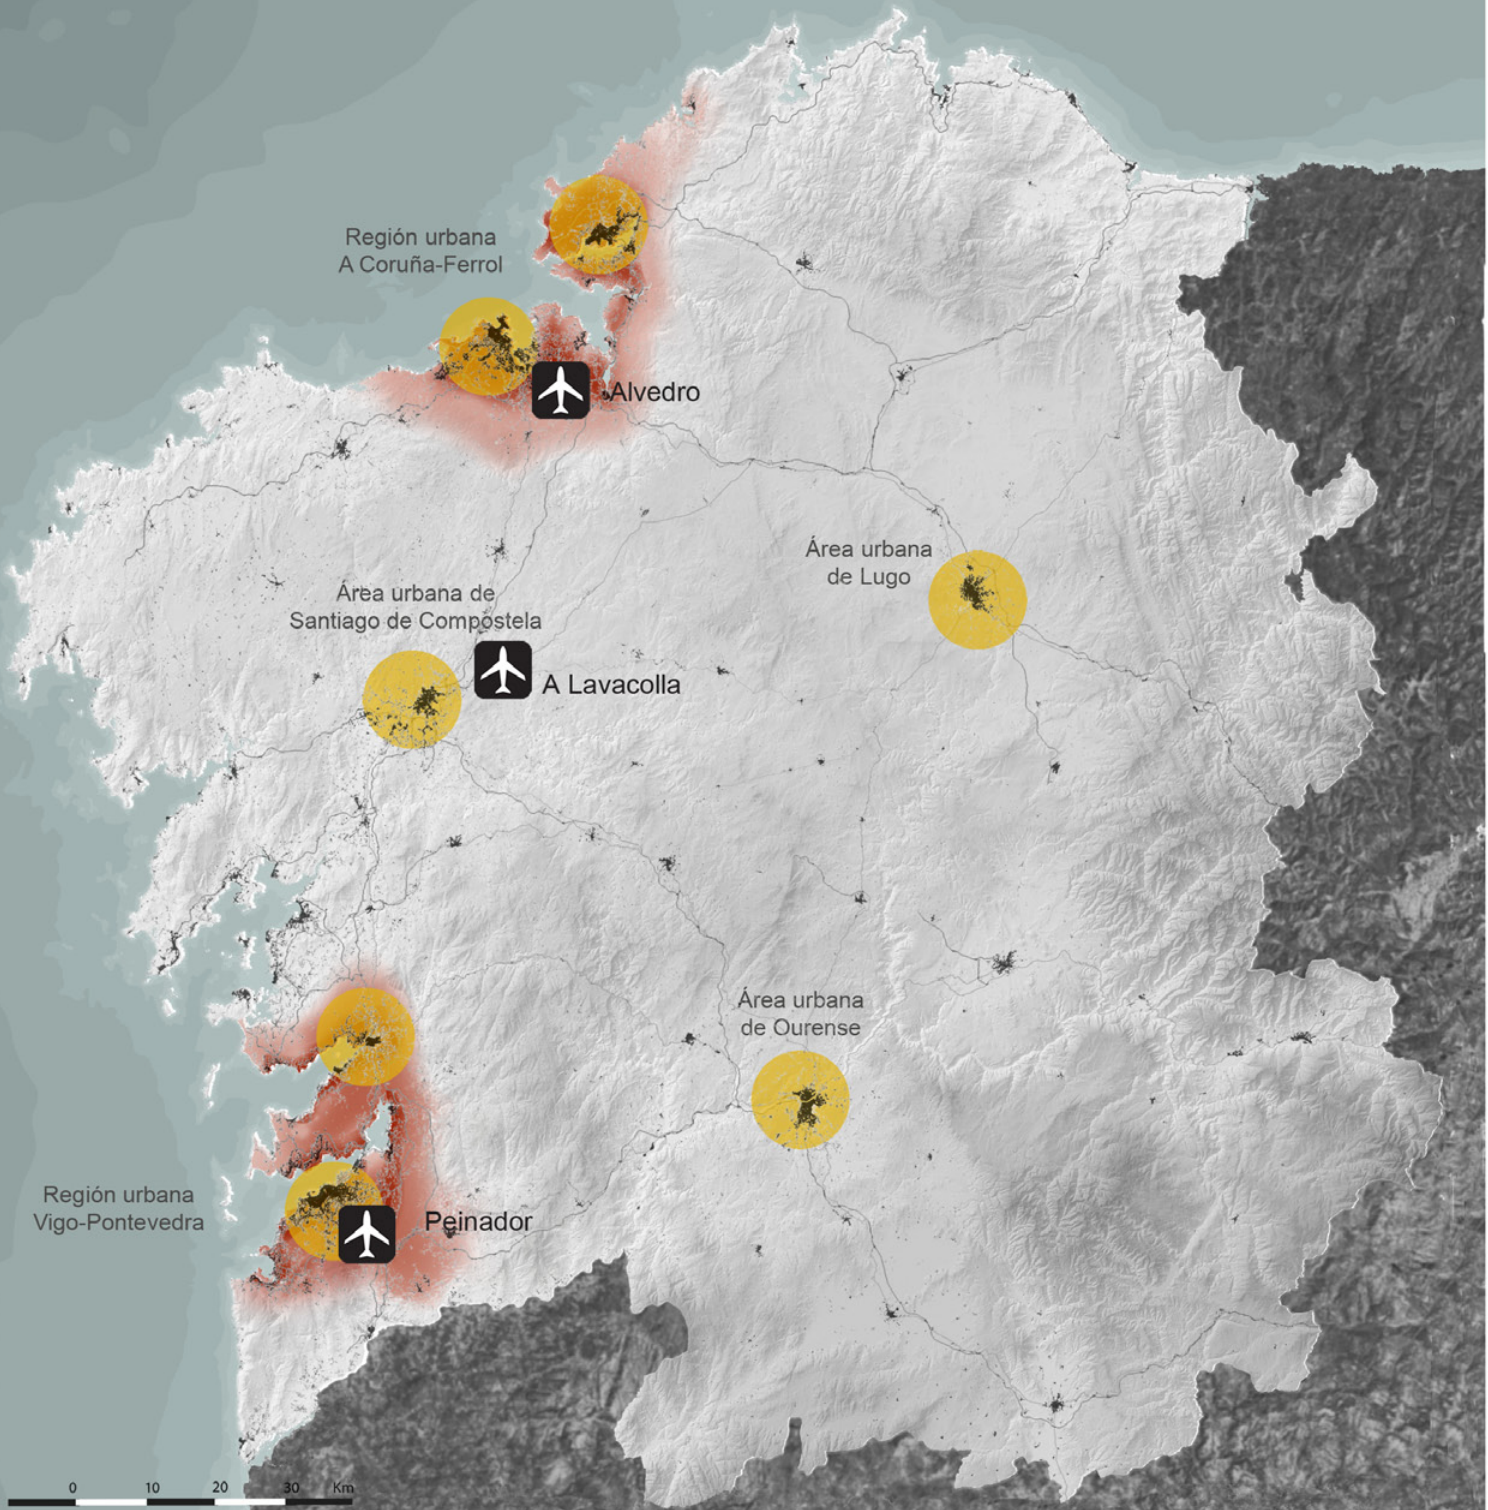 Región urbana
A Coruña-Ferrol
Alvedro
Área urbana
de Lugo
Área urbana de
Santiago de Compostela
A Lavacolla
Área urbana
de Ourense
Región urbana
Vigo-Pontevedra
Peinador
0 10 20 30 Km